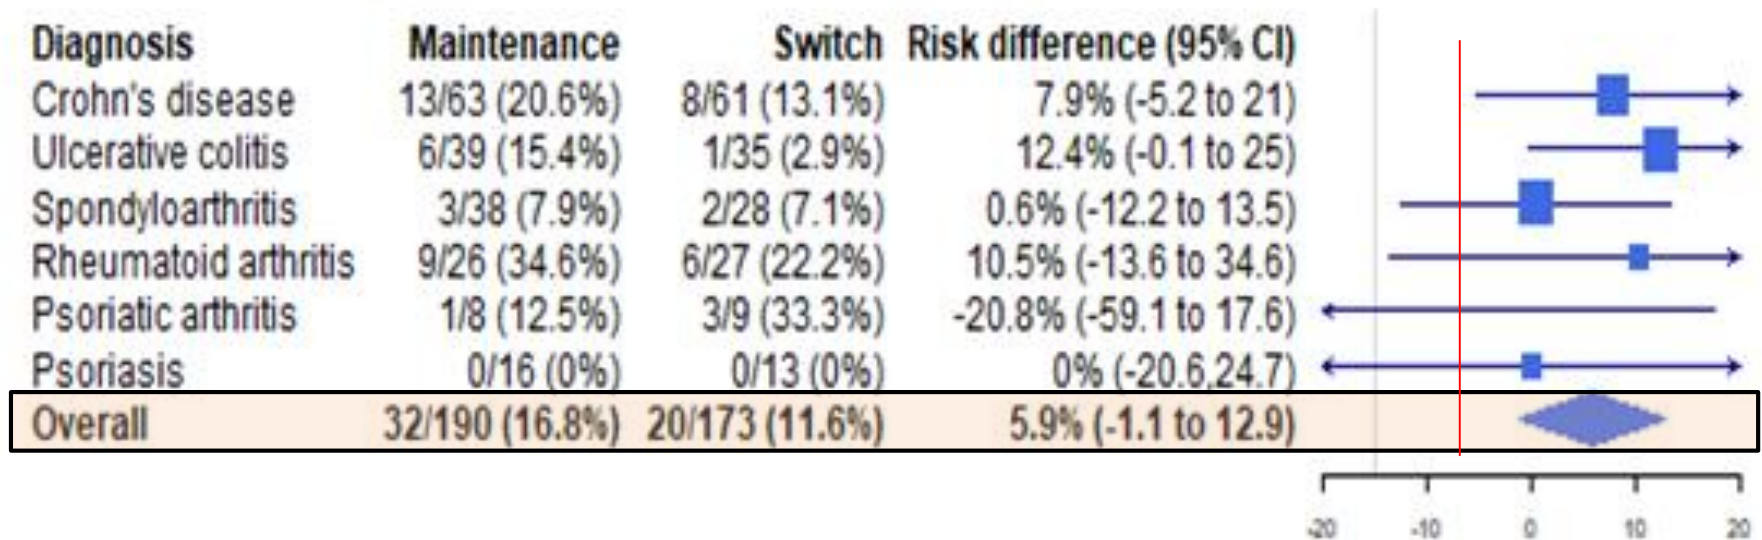 Diagnosis Maintenance Switch Risk difference (95% CI)
Crohn's disease 13/63 (20.6%) 8/61 (13.1%) 7.9% (-5.2 to 21)
Ulcerative colitis 6/39 (15.4%) 1/35 (2.9%) 12.4% (-0.1 to 25)
Spondyloarthritis 3/38 (7.9%) 2/28 (7.1%) 0.6% (-12.2 to 13.5)
Rheumatoid arthritis 9/26 (34.6%) 6/27 (22.2%) 10.5% (-13.6 to 34.6)
Psoriatic arthritis 1/8 (12.5%) 3/9 (33.3%) -20.8% (-59.1 to 17.6)
Psoriasis 0/16 (0%) 0/13 (0%) 0% (-20.6,24.7)
Overall 32/190 (16.8%) 20/173 (11.6%) 5.9% (-1.1 to 12.9)
-20 -10 0 10 20